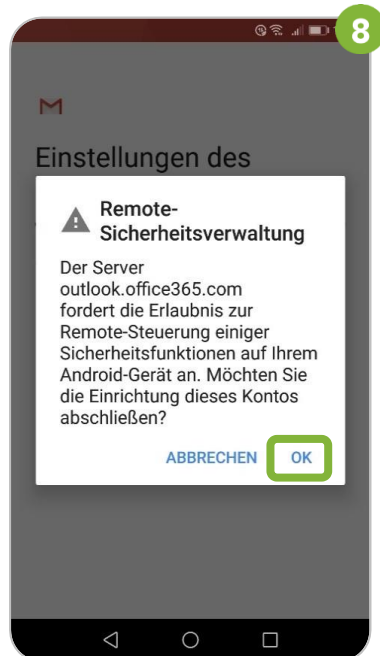 8
Einstellungen des
Remote-
Sicherheitsverwaltung
Der Server
outlook.office365.com
fordert die Erlaubnis zur
Remote-Steuerung einiger
Sicherheitsfunktionen auf Ihrem
Android-Gerät an. Möchten Sie
die Einrichtung dieses Kontos
abschließen?
ABBRECHEN OK